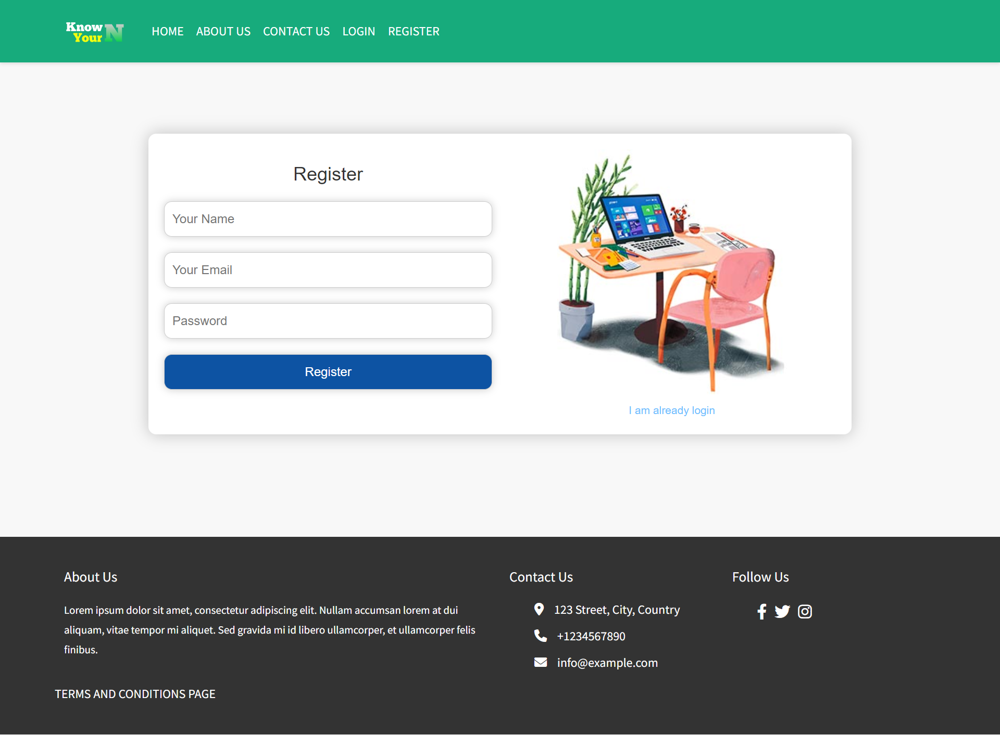 Know
Your N
HOME ABOUT US CONTACT US LOGIN REGISTER
Register
Your Name
Your Email
Password
Register
I am already login
About Us
Lorem ipsum dolor sit amet, consectetur adipiscing elit. Nullam accumsan lorem at dui
aliquam, vitae tempor mi aliquet. Sed gravida mi id libero ullamcorper, et ullamcorper felis
finibus.
Contact Us
123 Street, City, Country
+1234567890
info@example.com
Follow Us
TERMS AND CONDITIONS PAGE